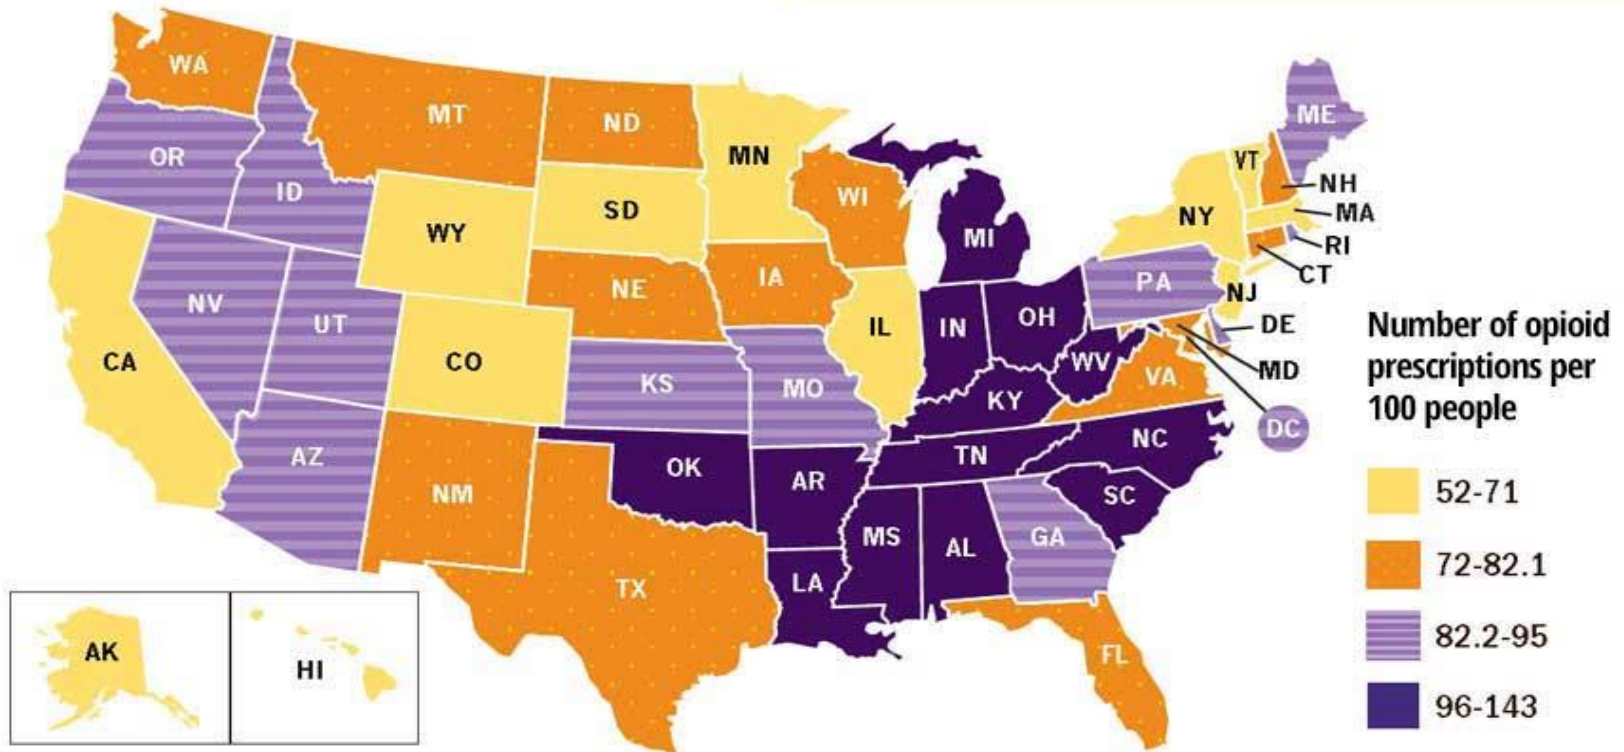 WA
MT
ND
MN
ME
OR
ID
WI
VT
NH
SD
NY
MA
WY
MI
RI
CT
NE
IA
PA
NV
UT
NJ
IL
IN
OH
DE
CA
CO
KS
MO
WV
VA
MD
KY
DC
AZ
NM
OK
AR
TN
NC
SC
MS
AL
GA
TX
LA
FL
AK
HI
Number of opioid
prescriptions per
100 people
52-71
72-82.1
82.2-95
96-143